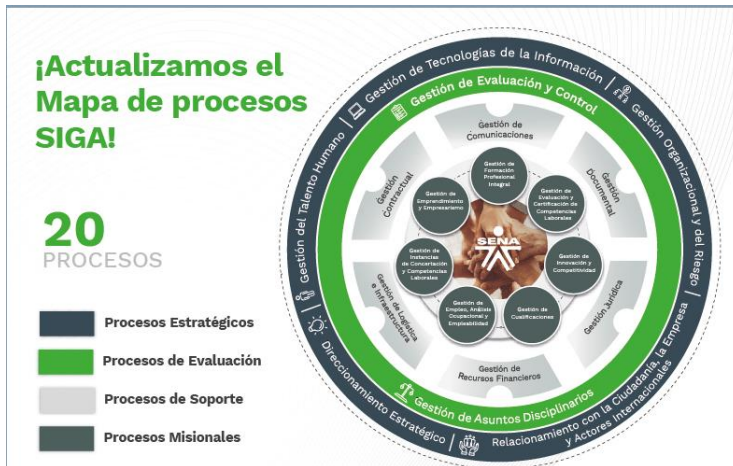 ¡Actualizamos el
Mapa de procesos
SIGA!
20
PROCESOS
Procesos Estratégicos
Procesos de Evaluación
Procesos de Soporte
Procesos Misionales
Gestión del Talento Humano
Gestión de Tecnologías de la Información
Gestión Organizacional y del Riesgo
Relacionamiento con la Ciudadanía, la Empresa
y Actores Internacionales
Direccionamiento Estratégico
Gestión de Evaluación y Control
Gestión de Asuntos Disciplinarios
Gestión de
Comunicaciones
Gestión
Documental
Gestión Jurídica
Gestión de
Recursos Financieros
Gestión de Logística
e Infraestructura
Gestión
Contractual
Gestión de
Formación
Profesional
Integral
Gestión de
Evaluación y
Certificación de
Competencias
Laborales
Gestión de
Innovación y
Competitividad
Gestión de
Cualificaciones
Gestión de
Empleo, Análisis
Ocupacional y
Empleabilidad
Gestión de
Instancias
de Concertación
y Competencias
Laborales
Gestión de
Emprendimiento
y Empresarismo
SENA